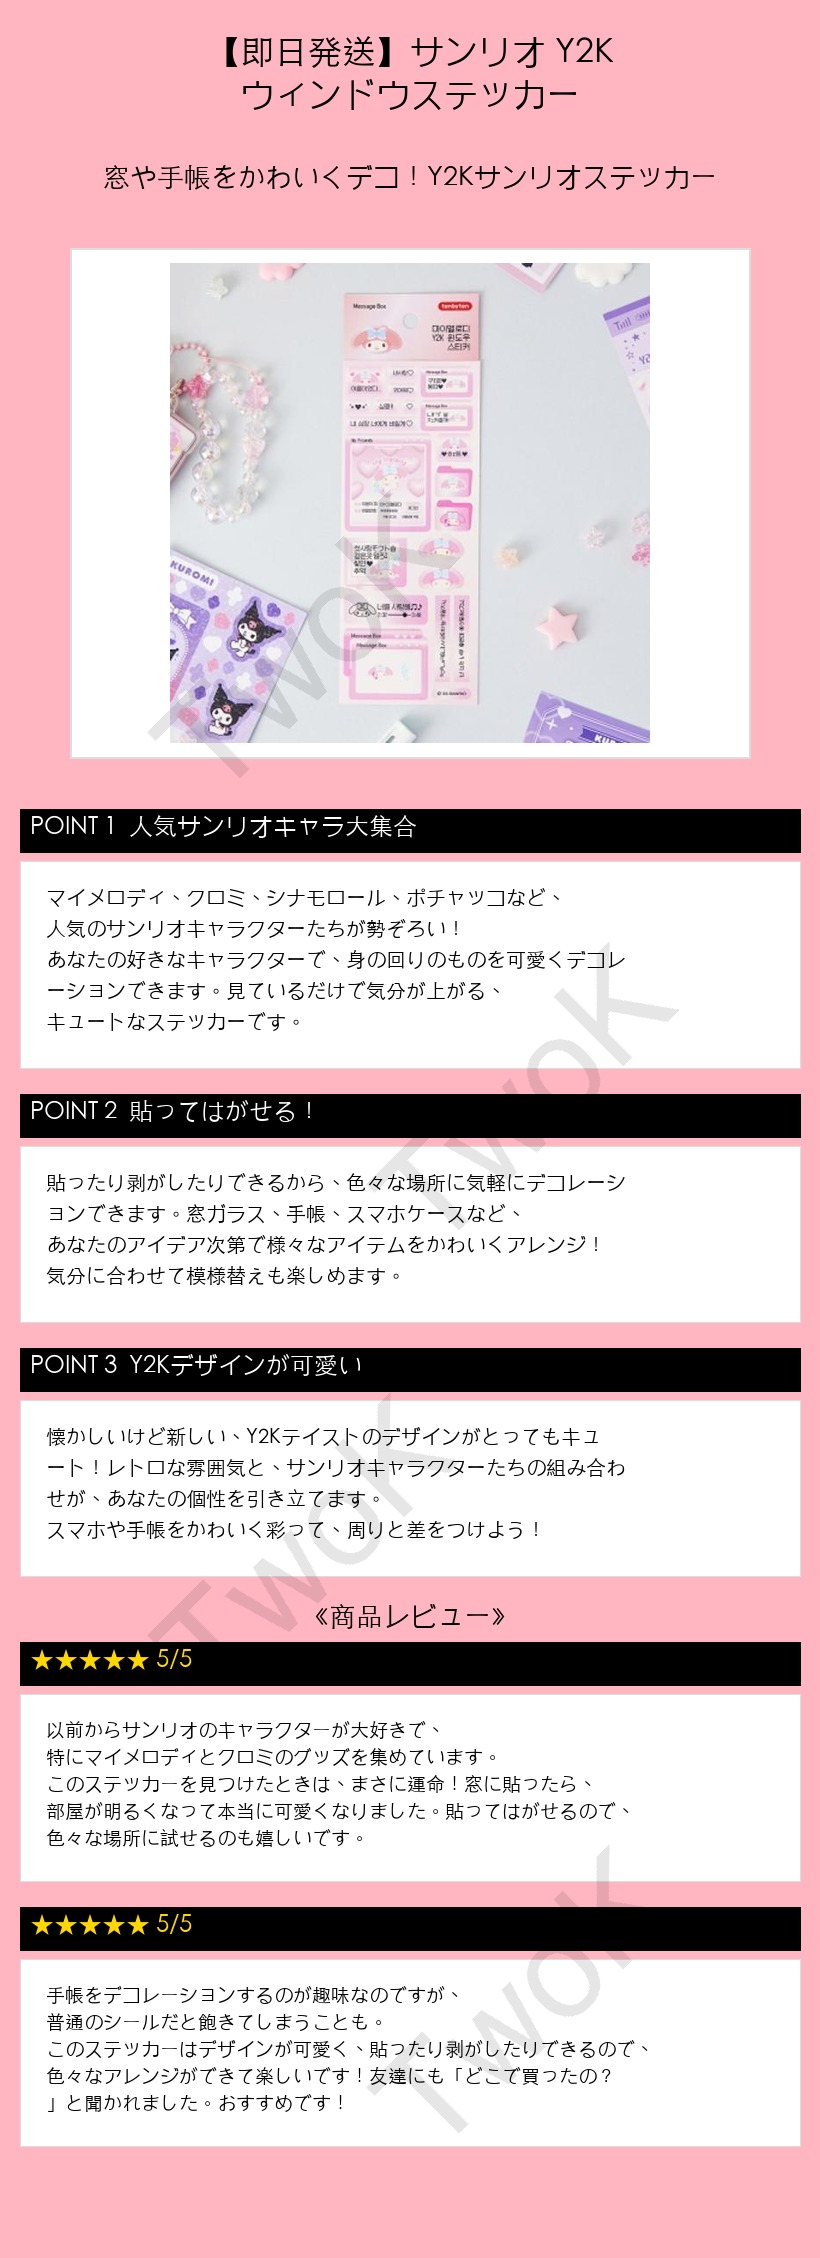 【即日発送】サンリオ Y2K
ウィンドウステッカー
窓や手帳をかわいくデコ！Y2Kサンリオステッカー
Message Box
tenbyten
마이멜로디
Y2K 윈도우
스티커
Message Box
Message Box
My Friends
너를 사랑해♫♪
Message Box
Message Box
KUROMI
TwoK
POINT 1 人気サンリオキャラ大集合
マイメロディ、クロミ、シナモロール、ポチャッコなど、
人気のサンリオキャラクターたちが勢ぞろい！
あなたの好きなキャラクターで、身の回りのものを可愛くデコレ
ーションできます。見ているだけで気分が上がる、
キュートなステッカーです。
TwoK
POINT 2 貼ってはがせる！
貼ったり剥がしたりできるから、色々な場所に気軽にデコレーシ
ョンできます。窓ガラス、手帳、スマホケースなど、
あなたのアイデア次第で様々なアイテムをかわいくアレンジ！
気分に合わせて模様替えも楽しめます。
POINT 3 Y2Kデザインが可愛い
懐かしいけど新しい、Y2Kテイストのデザインがとってもキュ
ート！レトロな雰囲気と、サンリオキャラクターたちの組み合わ
せが、あなたの個性を引き立てます。
スマホや手帳をかわいく彩って、周りと差をつけよう！
TwoK
《商品レビュー》
★★★★★ 5/5
以前からサンリオのキャラクターが大好きで、
特にマイメロディとクロミのグッズを集めています。
このステッカーを見つけたときは、まさに運命！窓に貼ったら、
部屋が明るくなって本当に可愛くなりました。貼ってはがせるので、
色々な場所に試せるのも嬉しいです。
★★★★★ 5/5
手帳をデコレーションするのが趣味なのですが、
普通のシールだと飽きてしまうことも。
このステッカーはデザインが可愛く、貼ったり剥がしたりできるので、
色々なアレンジができて楽しいです！友達にも「どこで買ったの？
」と聞かれました。おすすめです！
TwoK